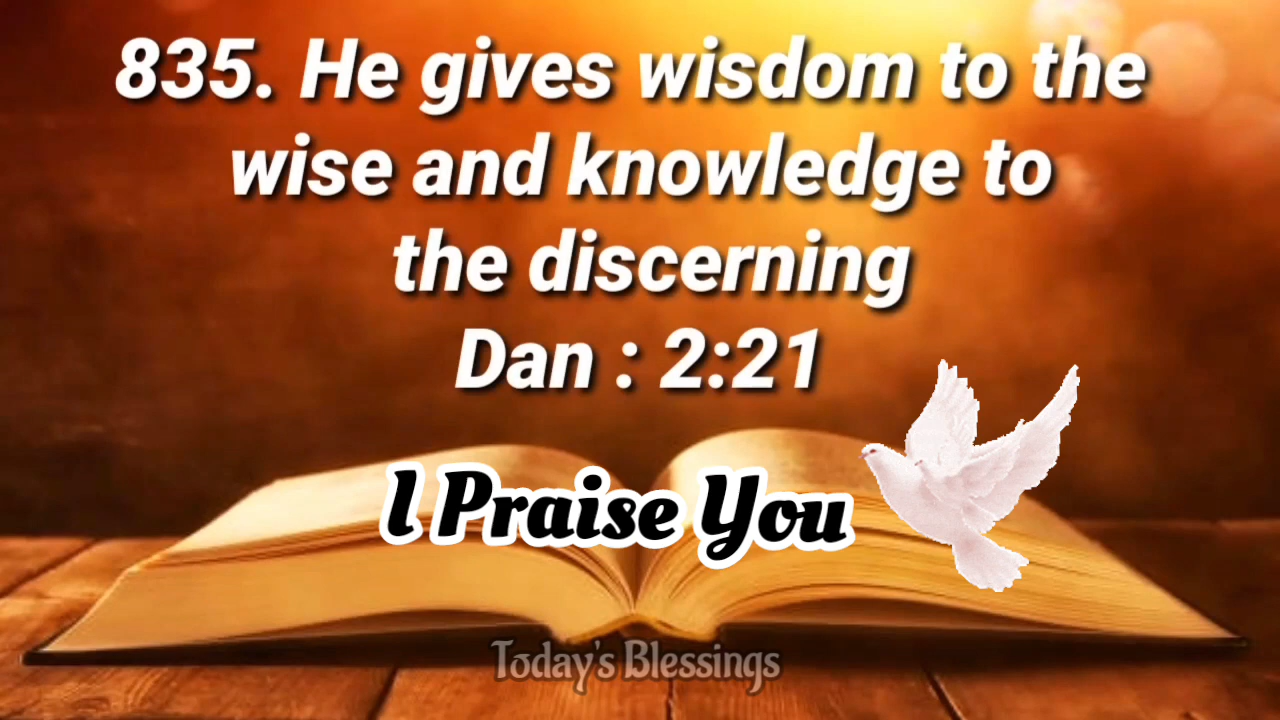 835. He gives wisdom to the
wise and knowledge to
the discerning
Dan : 2:21
I Praise You
Today's Blessings